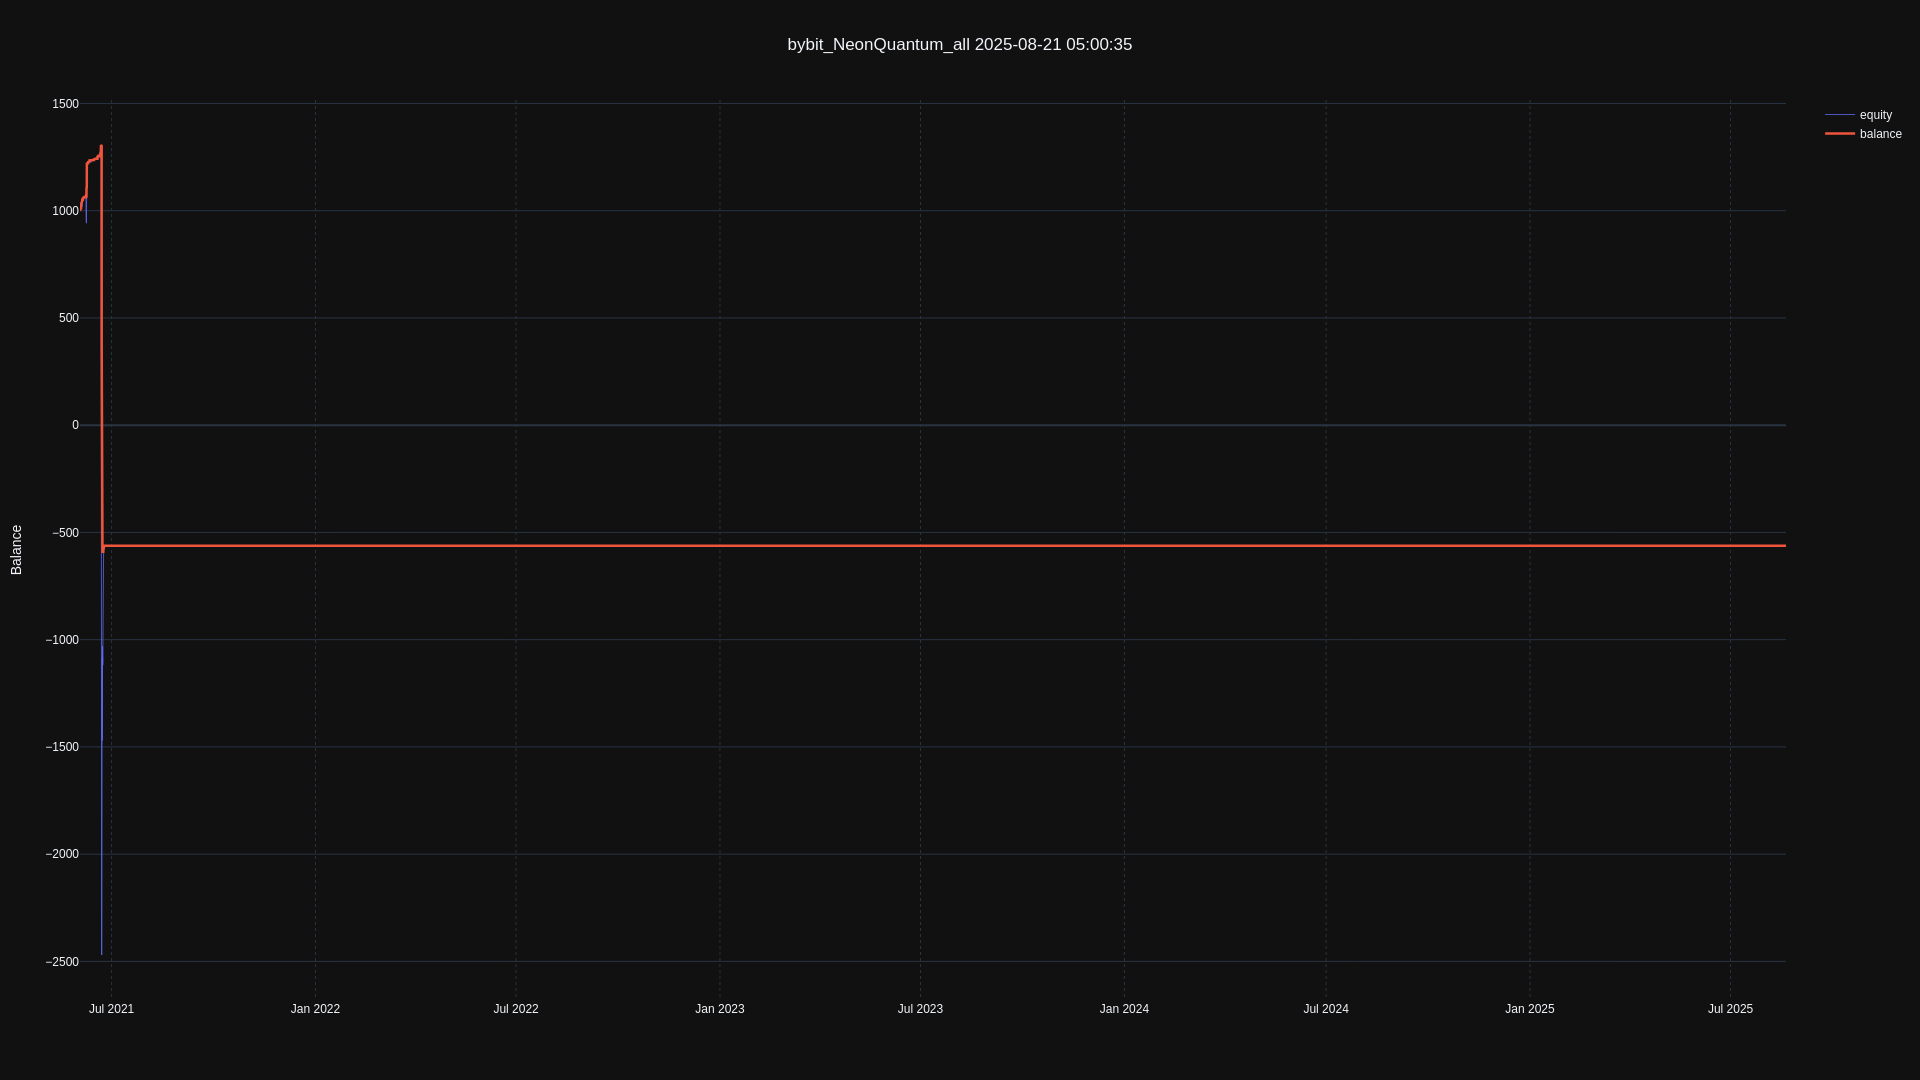 bybit_NeonQuantum_all 2025-08-21 05:00:35
equity
balance
1500
1000
500
0
−500
−1000
−1500
−2000
−2500
Balance
Jul 2021
Jan 2022
Jul 2022
Jan 2023
Jul 2023
Jan 2024
Jul 2024
Jan 2025
Jul 2025